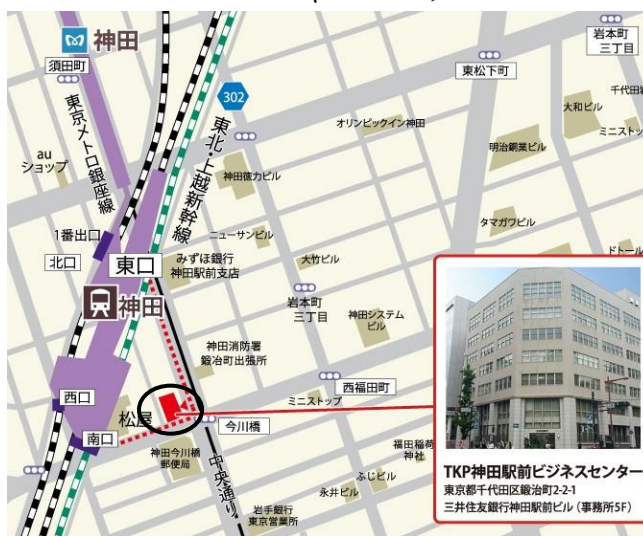 神田
須田町
東京メトロ銀座線
au
ショップ
302
東北・上越新幹線
岩本町
三丁目
東松下町
千代田
大和ビル
ミニスト
オリンピックイン神田
明治鋼業ビル
神田徳力ビル
タマガワビル
ドトール
1番出口
北口
東口
ニューサンビル
みずほ銀行
神田駅前支店
大竹ビル
岩本町
三丁目
神田
神田システム
ビル
神田消防署
鍛冶町出張所
西福田町
ミニストップ
西口
松屋
南口
今川橋
神田今川橋
郵便局
中央通り
福田稲荷
神社
ふじビル
永井ビル
岩手銀行
東京営業所
TKP神田駅前ビジネスセンター
東京都千代田区鍛冶町2-2-1
三井住友銀行神田駅前ビル（事務所5F）